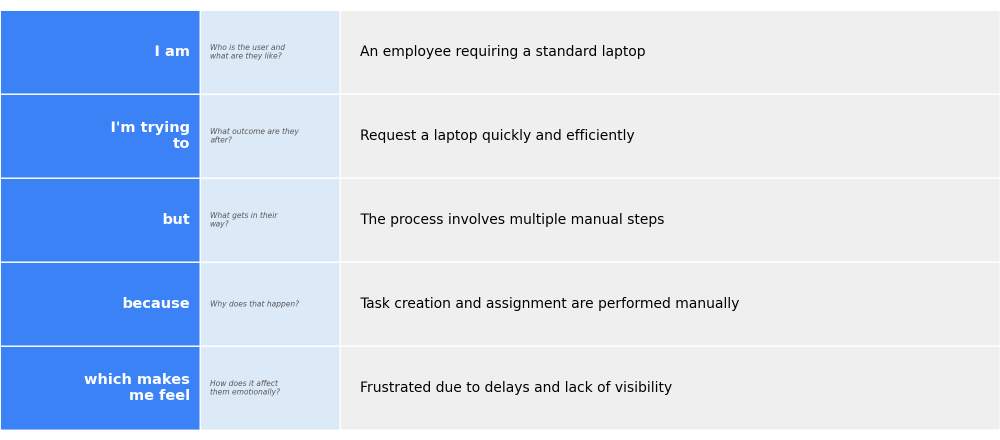 I am
Who is the user and
what are they like?
An employee requiring a standard laptop
I'm trying
to
What outcome are they
after?
Request a laptop quickly and efficiently
but
What gets in their
way?
The process involves multiple manual steps
because
Why does that happen?
Task creation and assignment are performed manually
which makes
me feel
How does it affect
them emotionally?
Frustrated due to delays and lack of visibility